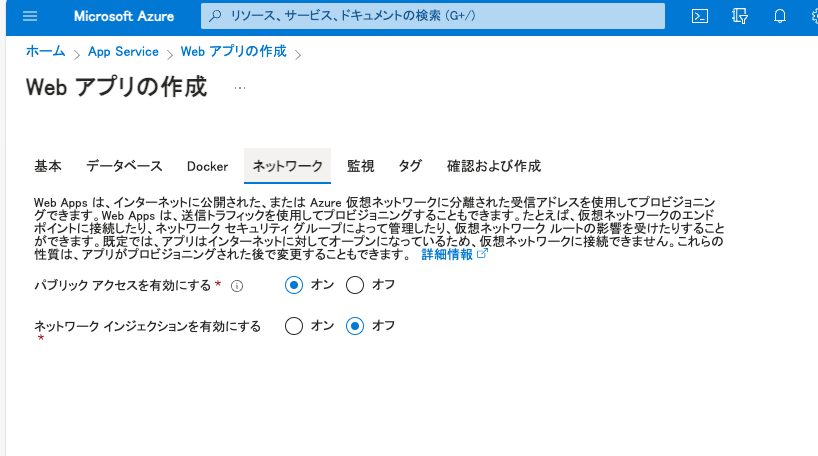 Microsoft Azure
リソース、サービス、ドキュメントの検索 (G+/)
ホーム > App Service > Web アプリの作成 >
Web アプリの作成 ...
基本 データベース Docker ネットワーク 監視 タグ 確認および作成
Web Apps は、インターネットに公開された、または Azure 仮想ネットワークに分離された受信アドレスを使用してプロビジョニン
グできます。Web Apps は、送信トラフィックを使用してプロビジョニングすることもできます。たとえば、仮想ネットワークのエンド
ポイントに接続したり、ネットワーク セキュリティ グループによって管理したり、仮想ネットワーク ルートの影響を受けたりすること
ができます。既定では、アプリはインターネットに対してオープンになっているため、仮想ネットワークに接続できません。これらの
性質は、アプリがプロビジョニングされた後で変更することもできます。 詳細情報
パブリック アクセスを有効にする * オン オフ
ネットワーク インジェクションを有効にする オン オフ
*